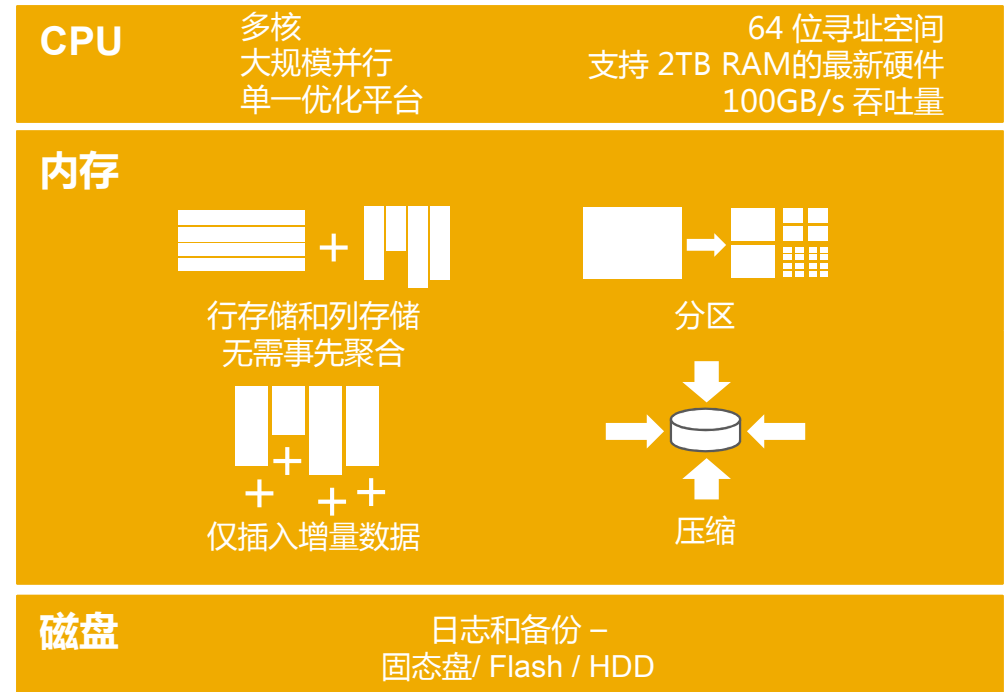 CPU
多核
大规模并行
单一优化平台
64 位寻址空间
支持 2TB RAM的最新硬件
100GB/s 吞吐量
内存
行存储和列存储
无需事先聚合
分区
仅插入增量数据
压缩
磁盘
日志和备份 –
固态盘/ Flash / HDD